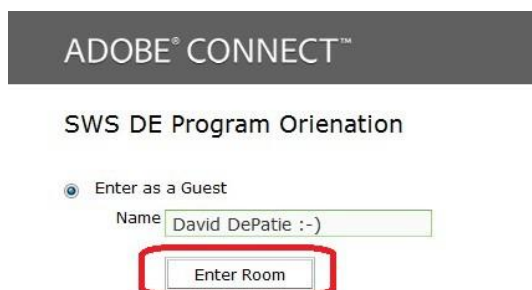 ADOBE® CONNECT™
SWS DE Program Orienation
Enter as a Guest
Name David DePatie :-)
Enter Room